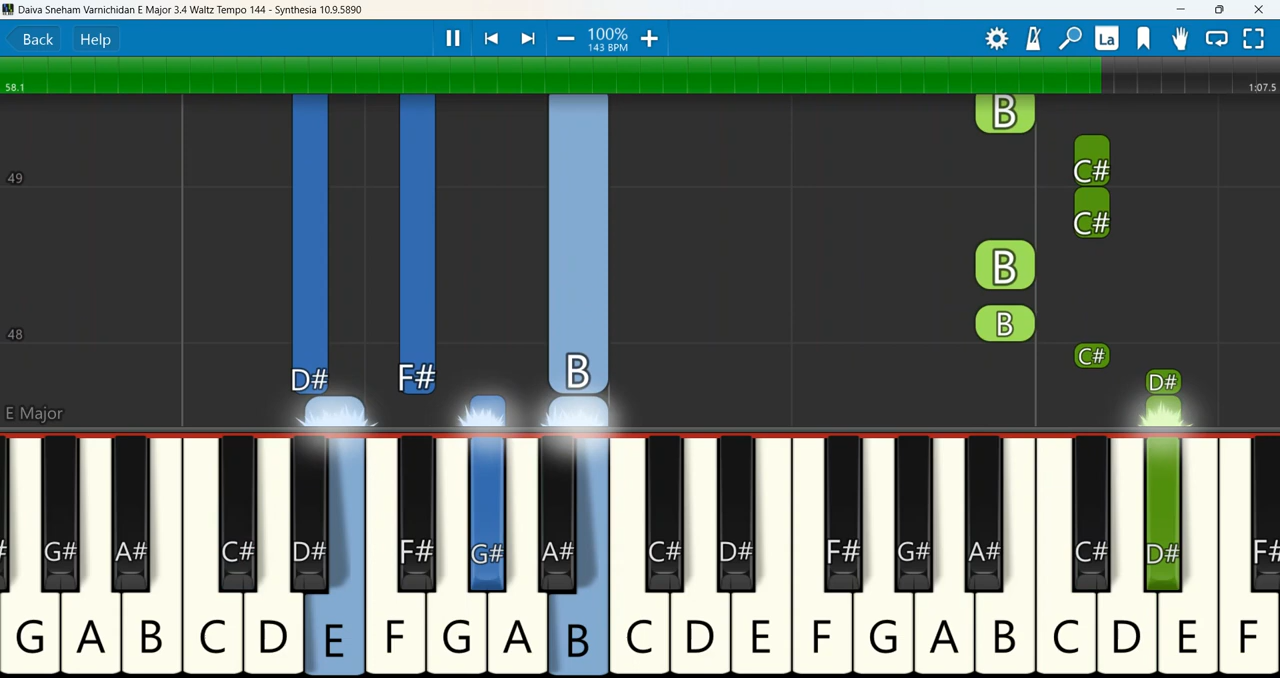 Daiva Sneham Varnichidan E Major 3.4 Waltz Tempo 144 - Synthesia 10.9.5890
Back Help 100% La
143 BPM
58.1 1:07.5
B
49 C#
C#
B
B
48
C#
D# F# B D#
E Major
G# A# C# D# F# G# A# C# D# F# G# A# C# D# F#
G A B C D E F G A B C D E F G A B C D E F